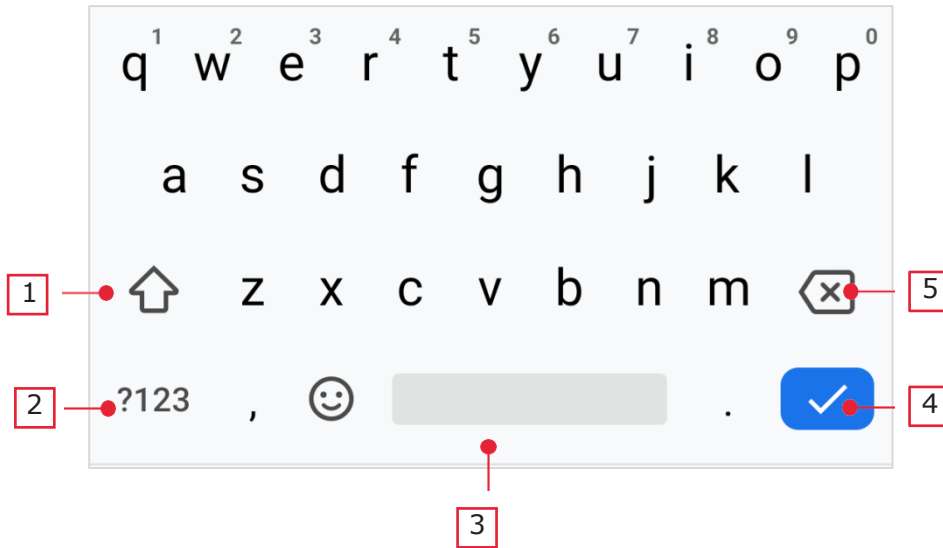 1 2 3 4 5 6 7 8 9 0
q w e r t y u i o p
a s d f g h j k l
1 z x c v b n m 5
2 ?123 , . 4
3